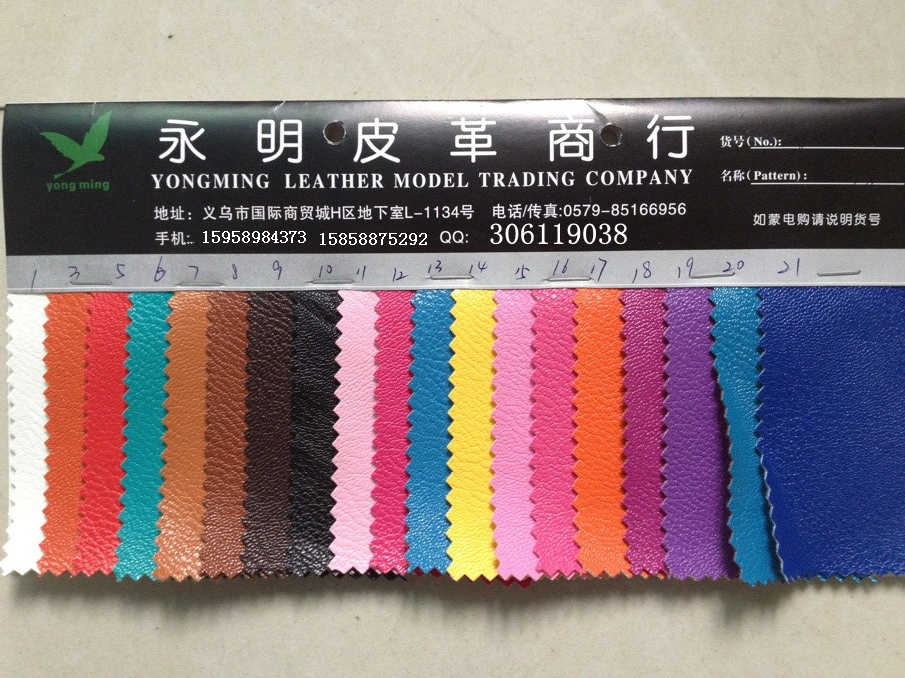 永明皮革商行
yong ming
YONGMING LEATHER MODEL TRADING COMPANY
货号(No.):
名称(Pattern):
地址:义乌市国际商贸城H区地下室L-1134号 电话/传真:0579-85166956
手机: 15958984373 15858875292 QQ: 306119038
如蒙电购请说明货号
1 3 5 6 7 8 9 10 11 12 13 14 15 16 17 18 19 20 21